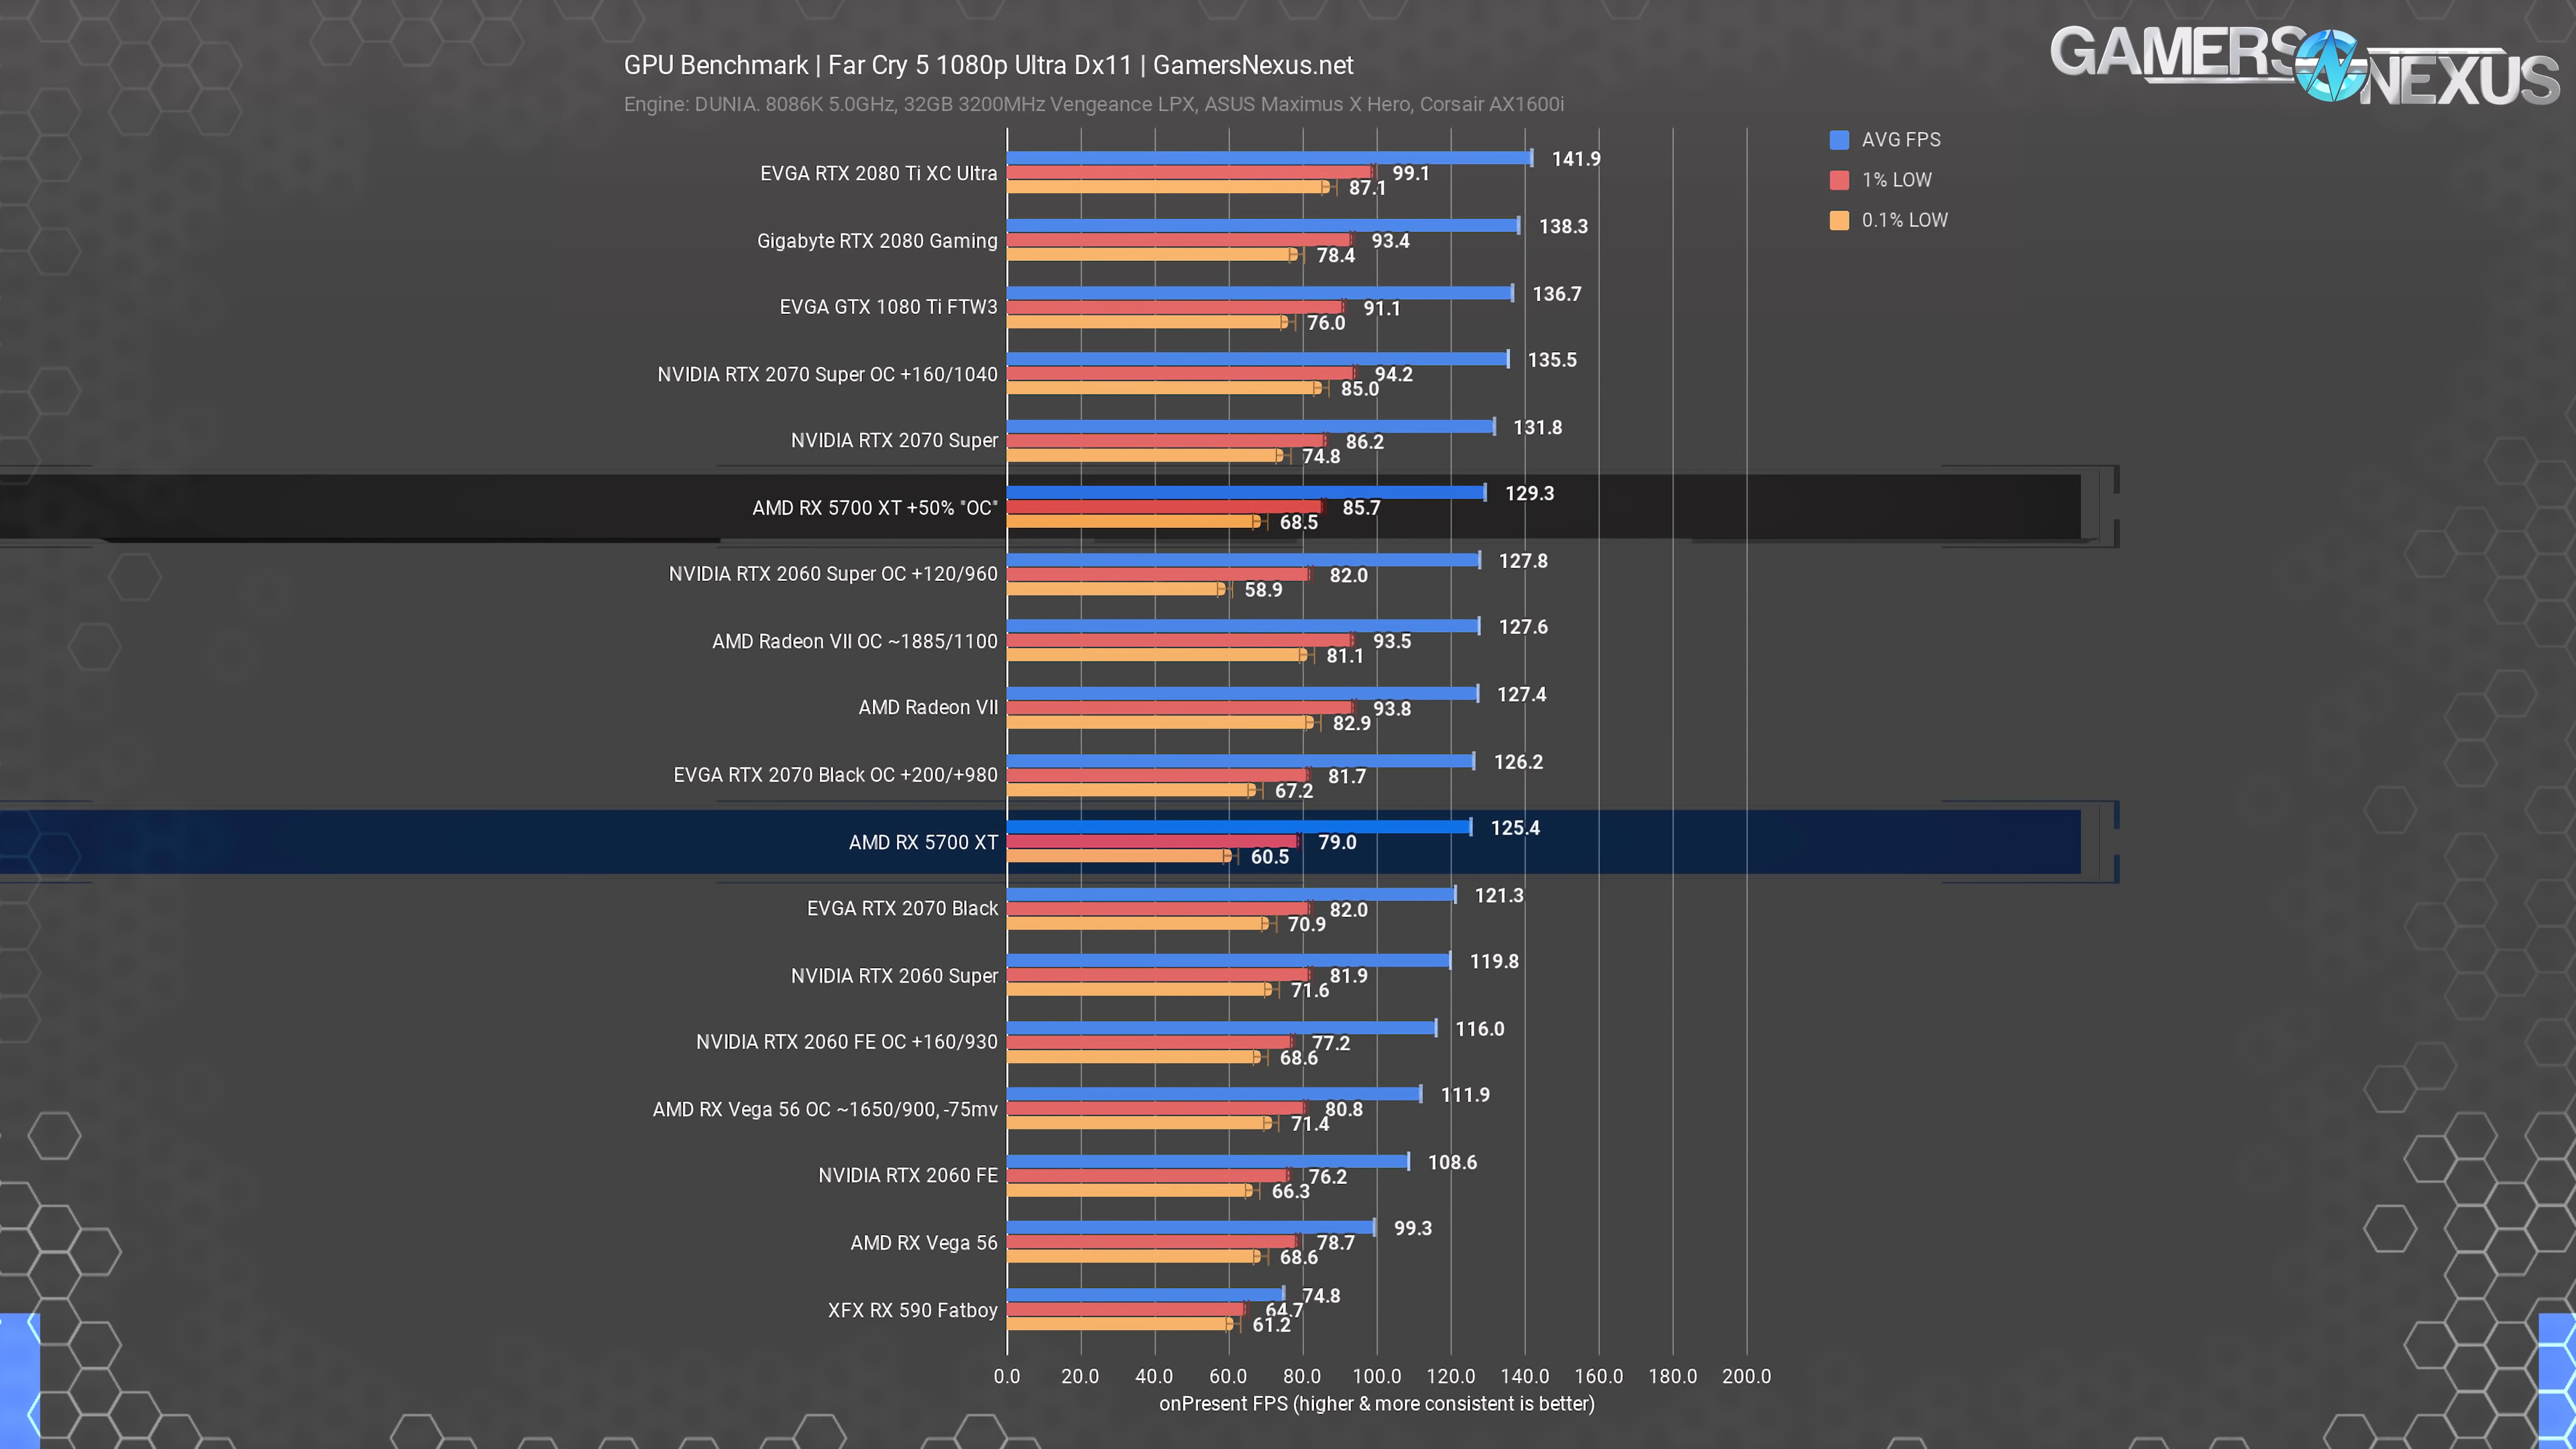 GPU Benchmark | Far Cry 5 1080p Ultra Dx11 | GamersNexus.net
GAMERS NEXUS
Engine: DUNIA. 8086K 5.0GHz, 32GB 3200MHz Vengeance LPX, ASUS Maximus X Hero, Corsair AX1600i
AVG FPS
1% LOW
0.1% LOW
EVGA RTX 2080 Ti XC Ultra 141.9 99.1 87.1
Gigabyte RTX 2080 Gaming 138.3 93.4 78.4
EVGA GTX 1080 Ti FTW3 136.7 91.1 76.0
NVIDIA RTX 2070 Super OC +160/1040 135.5 94.2 85.0
NVIDIA RTX 2070 Super 131.8 86.2 74.8
AMD RX 5700 XT +50% "OC" 129.3 85.7 68.5
NVIDIA RTX 2060 Super OC +120/960 127.8 82.0 58.9
AMD Radeon VII OC ~1885/1100 127.6 93.5 81.1
AMD Radeon VII 127.4 93.8 82.9
EVGA RTX 2070 Black OC +200/+980 126.2 81.7 67.2
AMD RX 5700 XT 125.4 79.0 60.5
EVGA RTX 2070 Black 121.3 82.0 70.9
NVIDIA RTX 2060 Super 119.8 81.9 71.6
NVIDIA RTX 2060 FE OC +160/930 116.0 77.2 68.6
AMD RX Vega 56 OC ~1650/900, -75mv 111.9 80.8 71.4
NVIDIA RTX 2060 FE 108.6 76.2 66.3
AMD RX Vega 56 99.3 78.7 68.6
XFX RX 590 Fatboy 74.8 64.7 61.2
0.0 20.0 40.0 60.0 80.0 100.0 120.0 140.0 160.0 180.0 200.0
onPresent FPS (higher & more consistent is better)